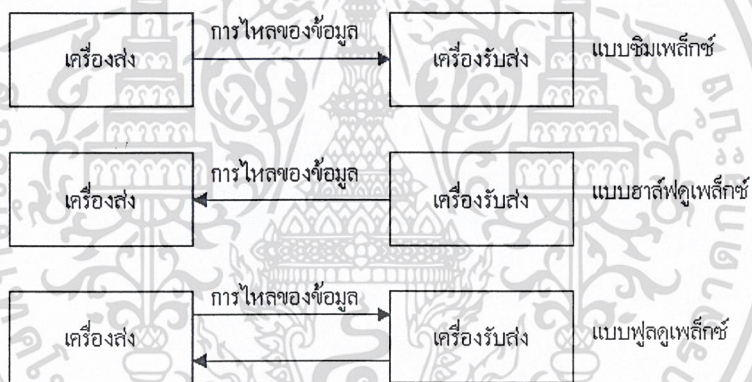 การไหลของข้อมูล
เครื่องส่ง เครื่องรับส่ง แบบซิมเพล็กซ์
การไหลของข้อมูล
เครื่องส่ง เครื่องรับส่ง แบบฮาล์ฟดูเพล็กซ์
การไหลของข้อมูล
เครื่องส่ง เครื่องรับส่ง แบบฟูลดูเพล็กซ์